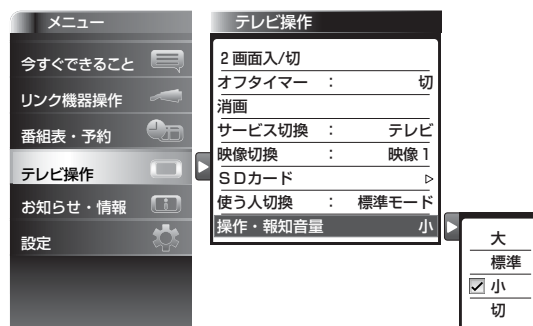 メニュー
今すぐできること
リンク機器操作
番組表・予約
テレビ操作
お知らせ・情報
設定
テレビ操作
2画面入/切
オフタイマー : 切
消画
サービス切換 : テレビ
映像切換 : 映像1
SDカード
使う人切換 : 標準モード
操作・報知音量 小
大
標準
小
切